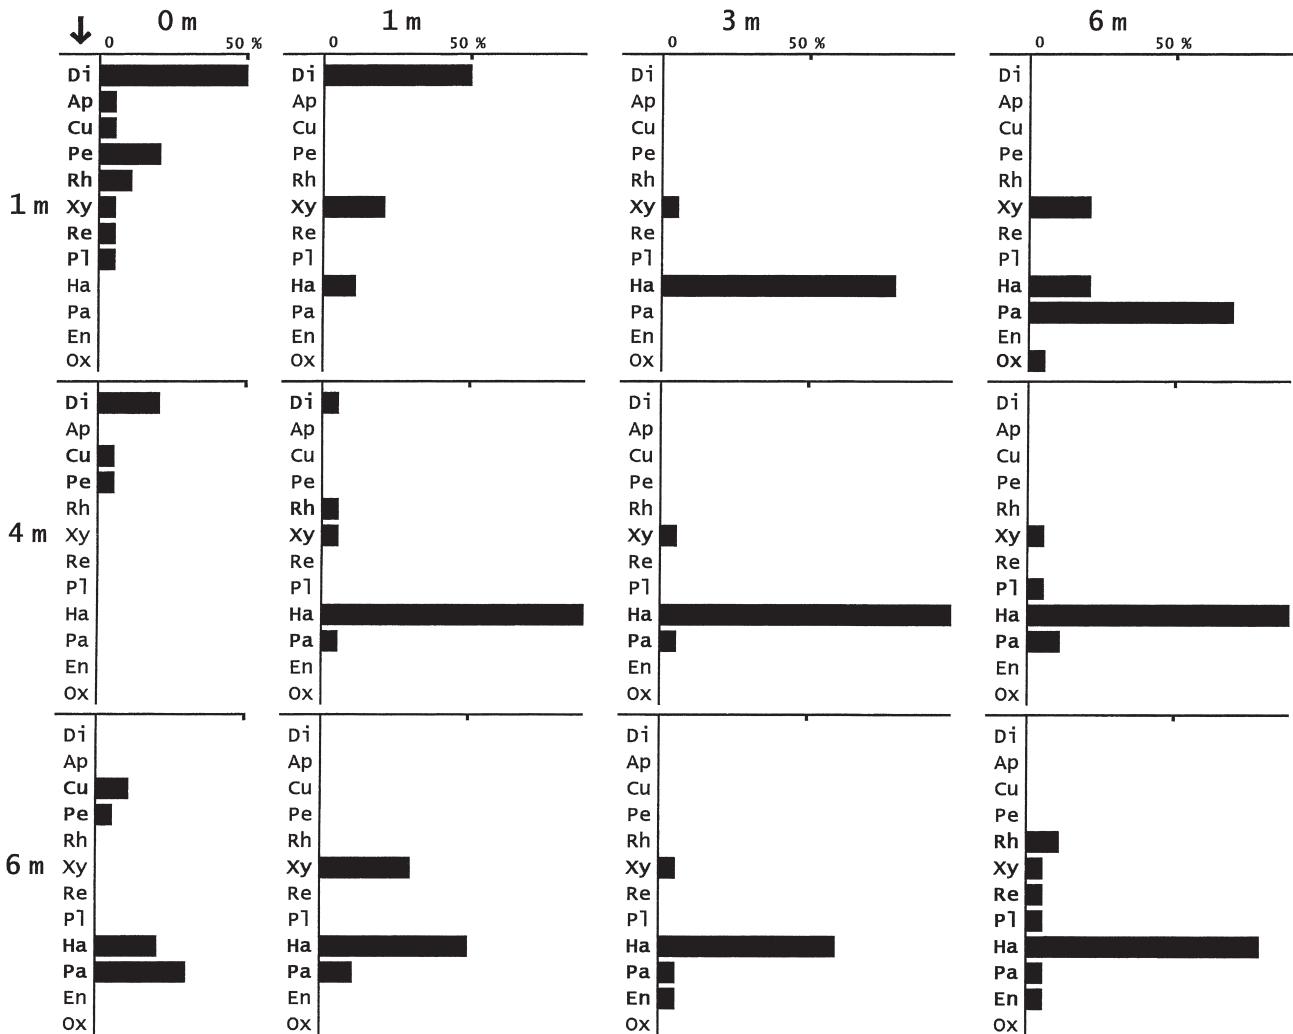 ↓ 0 m 1 m 3 m 6 m
0 50 % 0 50 % 0 50 % 0 50 %
Di Di Di Di
Ap Ap Ap Ap
Cu Cu Cu Cu
Pe Pe Pe Pe
Rh Rh Rh Rh
1 m Xy Xy Xy Xy
Re Re Re Re
Pl Pl Pl Pl
Ha Ha Ha Ha
Pa Pa Pa Pa
En En En En
Ox Ox Ox Ox
Di Di Di Di
Ap Ap Ap Ap
Cu Cu Cu Cu
Pe Pe Pe Pe
Rh Rh Rh Rh
4 m Xy Xy Xy Xy
Re Re Re Re
Pl Pl Pl Pl
Ha Ha Ha Ha
Pa Pa Pa Pa
En En En En
Ox Ox Ox Ox
Di Di Di Di
Ap Ap Ap Ap
Cu Cu Cu Cu
Pe Pe Pe Pe
Rh Rh Rh Rh
6 m Xy Xy Xy Xy
Re Re Re Re
Pl Pl Pl Pl
Ha Ha Ha Ha
Pa Pa Pa Pa
En En En En
Ox Ox Ox Ox